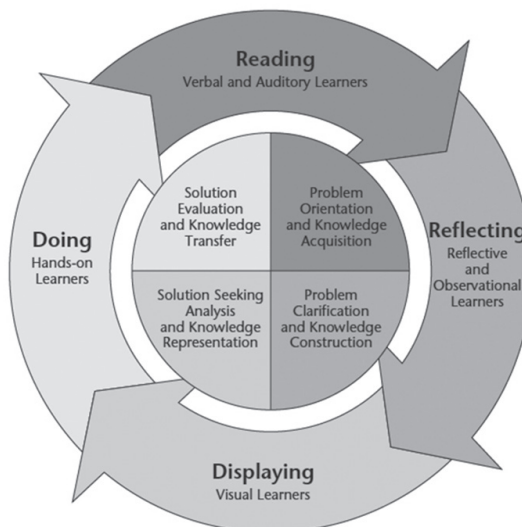 Reading
Verbal and Auditory Learners
Reflecting
Reflective
and
Observational
Learners
Displaying
Visual Learners
Doing
Hands-on
Learners
Solution
Evaluation
and Knowledge
Transfer
Problem
Orientation
and Knowledge
Acquisition
Solution Seeking
Analysis
and Knowledge
Representation
Problem
Clarification
and Knowledge
Construction